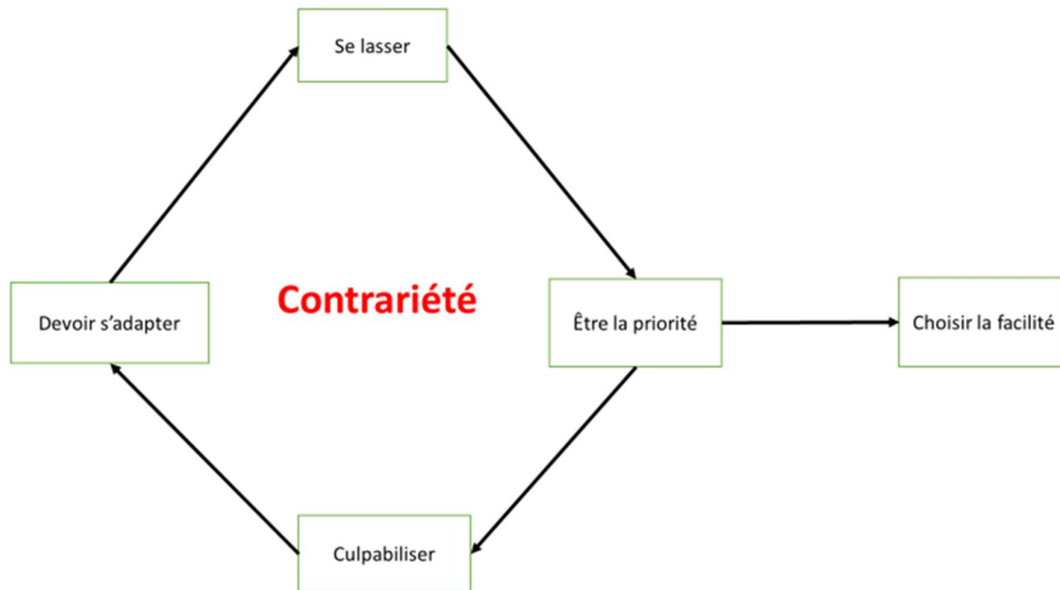 Se lasser
Contrariété
Devoir s'adapter
Être la priorité
Choisir la facilité
Culpabiliser